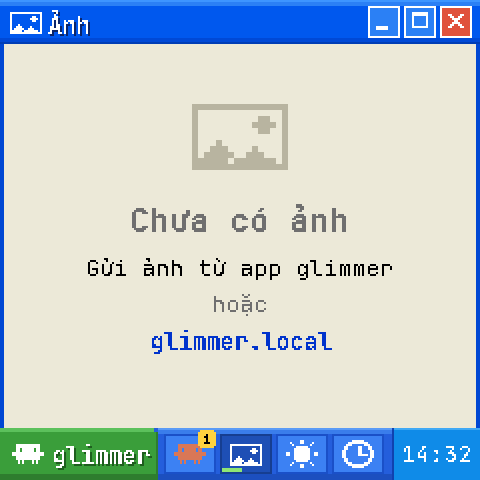 Ảnh
Chưa có ảnh
Gửi ảnh từ app glimmer
hoặc
glimmer.local
glimmer
1
14:32